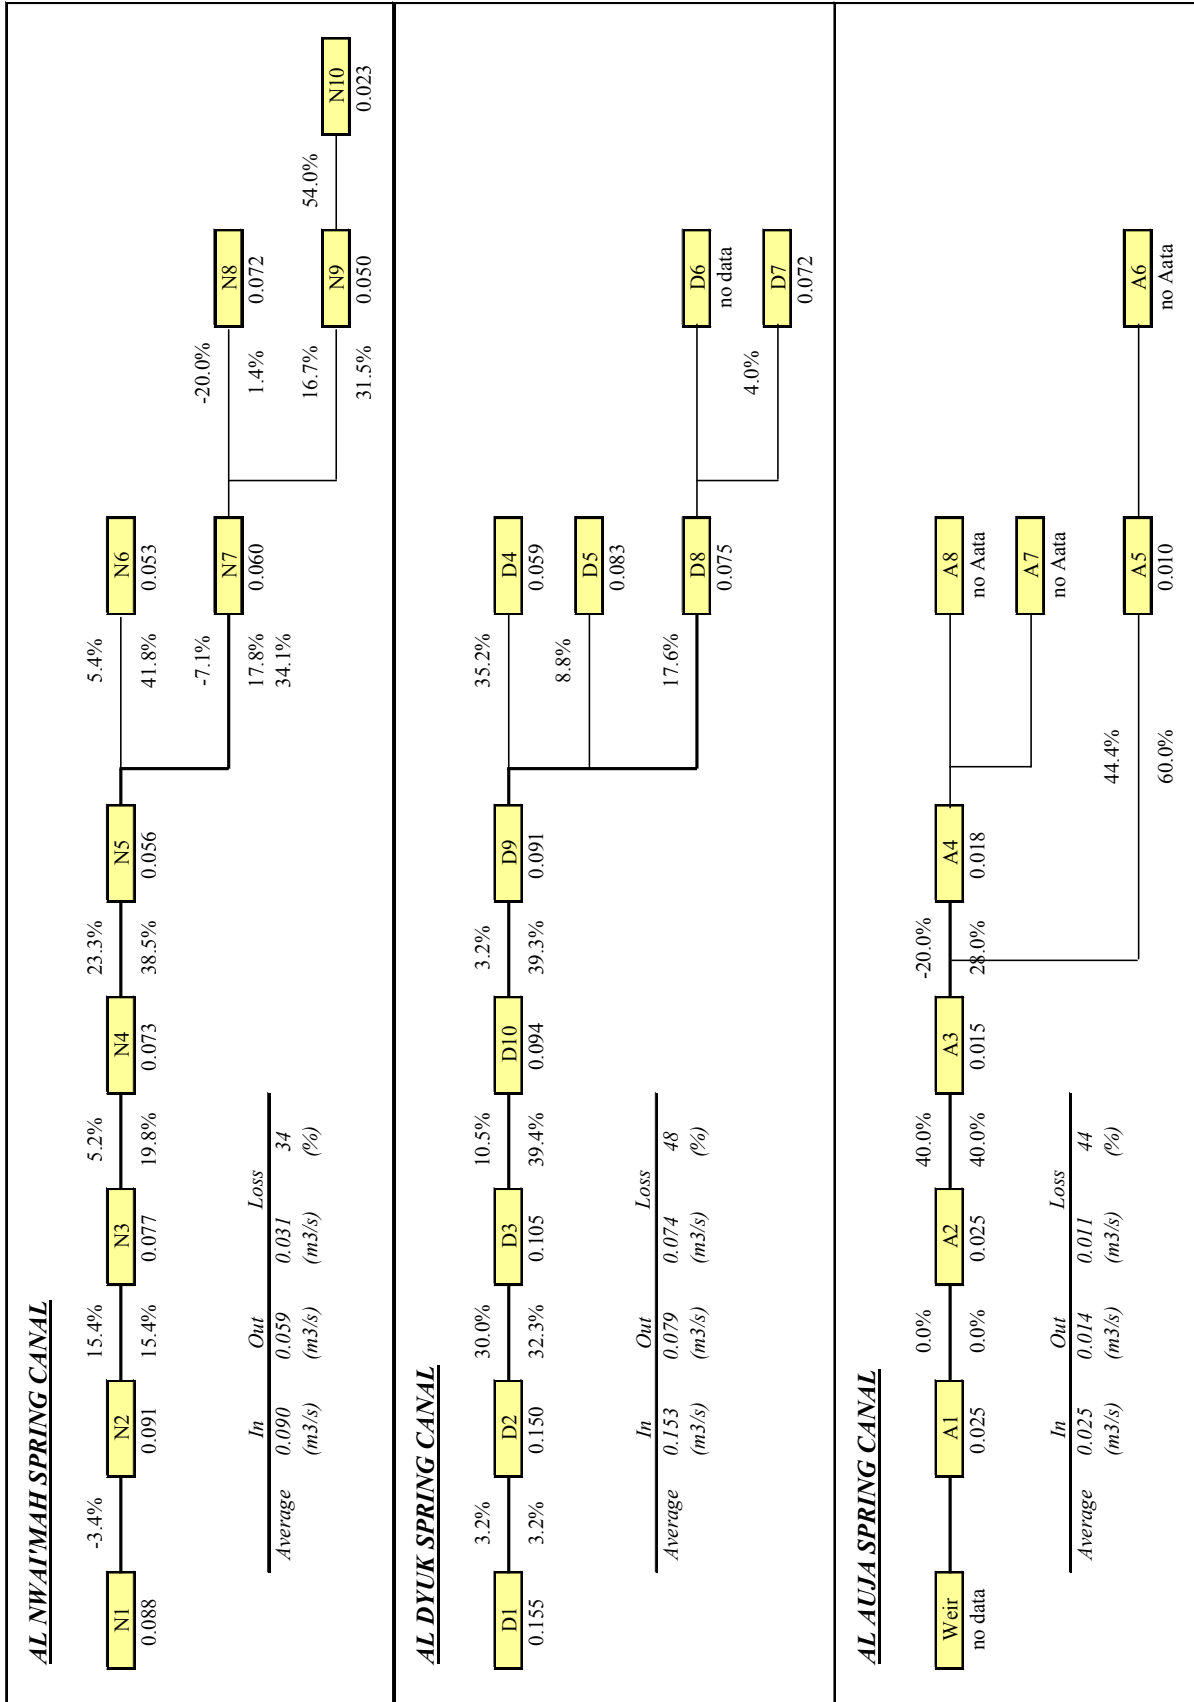 AL NWAI'MAH SPRING CANAL
N1
0.088
-3.4%
N2
0.091
15.4%
15.4%
N3
0.077
5.2%
19.8%
N4
0.073
23.3%
38.5%
N5
0.056
5.4%
41.8%
N6
0.053
-7.1%
17.8%
34.1%
N7
0.060
-20.0%
1.4%
N8
0.072
16.7%
31.5%
N9
0.050
54.0%
N10
0.023
In Out Loss
Average 0.090 0.059 0.031 34
(m3/s) (m3/s) (m3/s) (%)
AL DYUK SPRING CANAL
D1
0.155
3.2%
3.2%
D2
0.150
30.0%
32.3%
D3
0.105
10.5%
39.4%
D10
0.094
3.2%
39.3%
D9
0.091
35.2%
D4
0.059
8.8%
D5
0.083
17.6%
D8
0.075
D6
no data
4.0%
D7
0.072
In Out Loss
Average 0.153 0.079 0.074 48
(m3/s) (m3/s) (m3/s) (%)
AL AUJA SPRING CANAL
Weir
no data
A1
0.025
0.0%
0.0%
A2
0.025
40.0%
40.0%
A3
0.015
-20.0%
28.0%
A4
0.018
A8
no Aata
A7
no Aata
44.4%
60.0%
A5
0.010
A6
no Aata
In Out Loss
Average 0.025 0.014 0.011 44
(m3/s) (m3/s) (m3/s) (%)